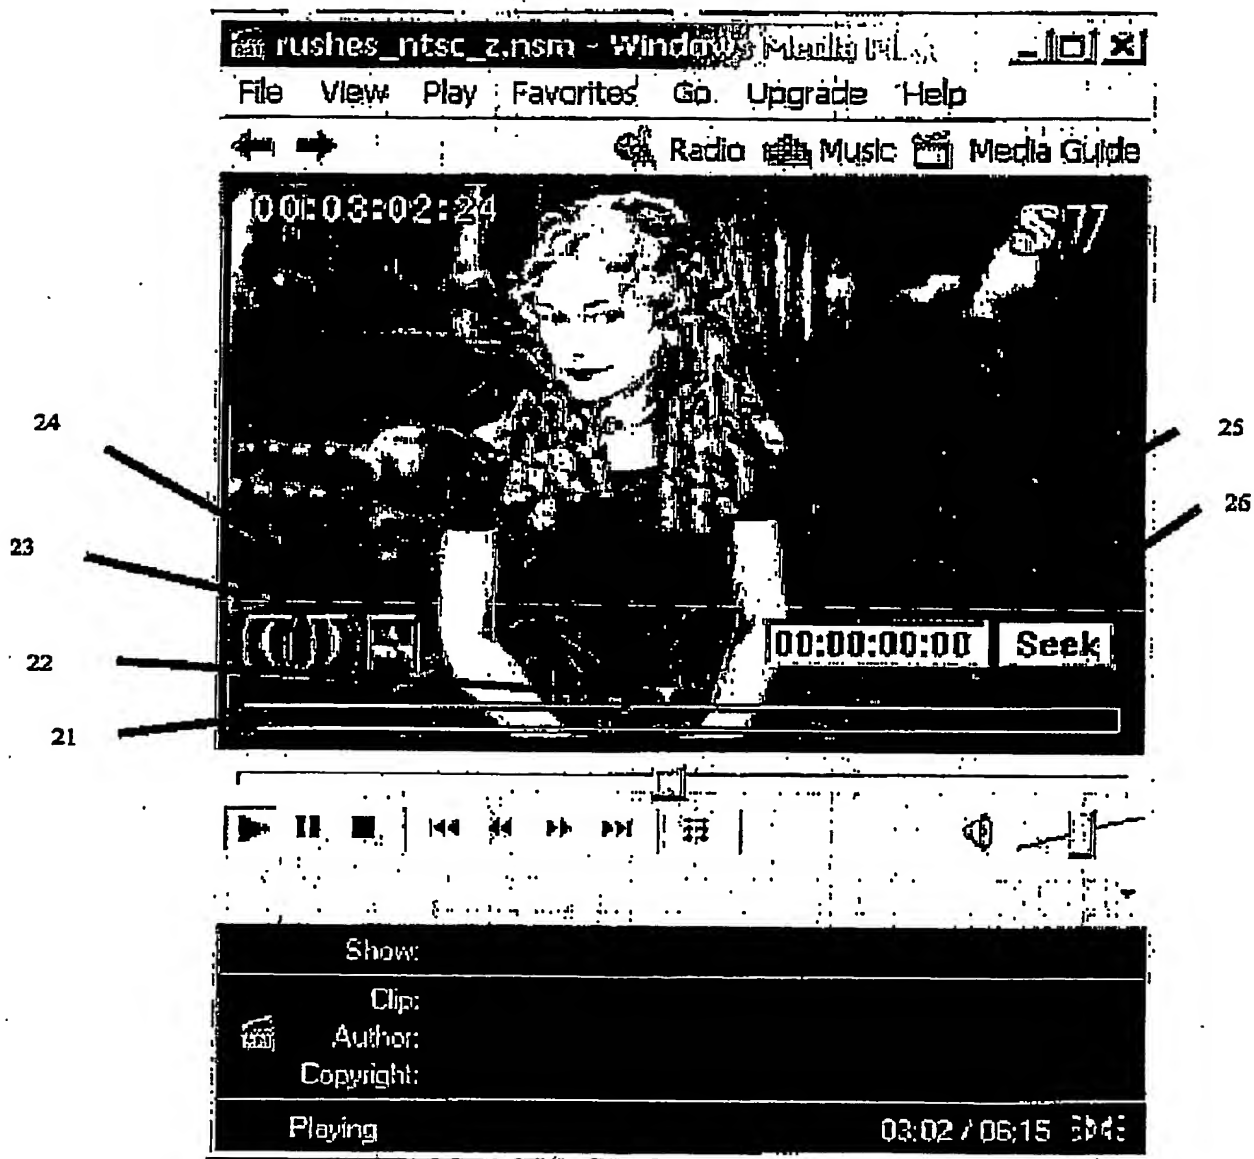 rushes_ntsc_z.nsm - Windows Media
File View Play Favorites Go Upgrade Help
Radio Music Media Guide
00:03:02:24
24
25
26
23
00:00:00:00 Seek
22
21
Show:
Clip:
Author:
Copyright:
Playing 03:02 / 06:15